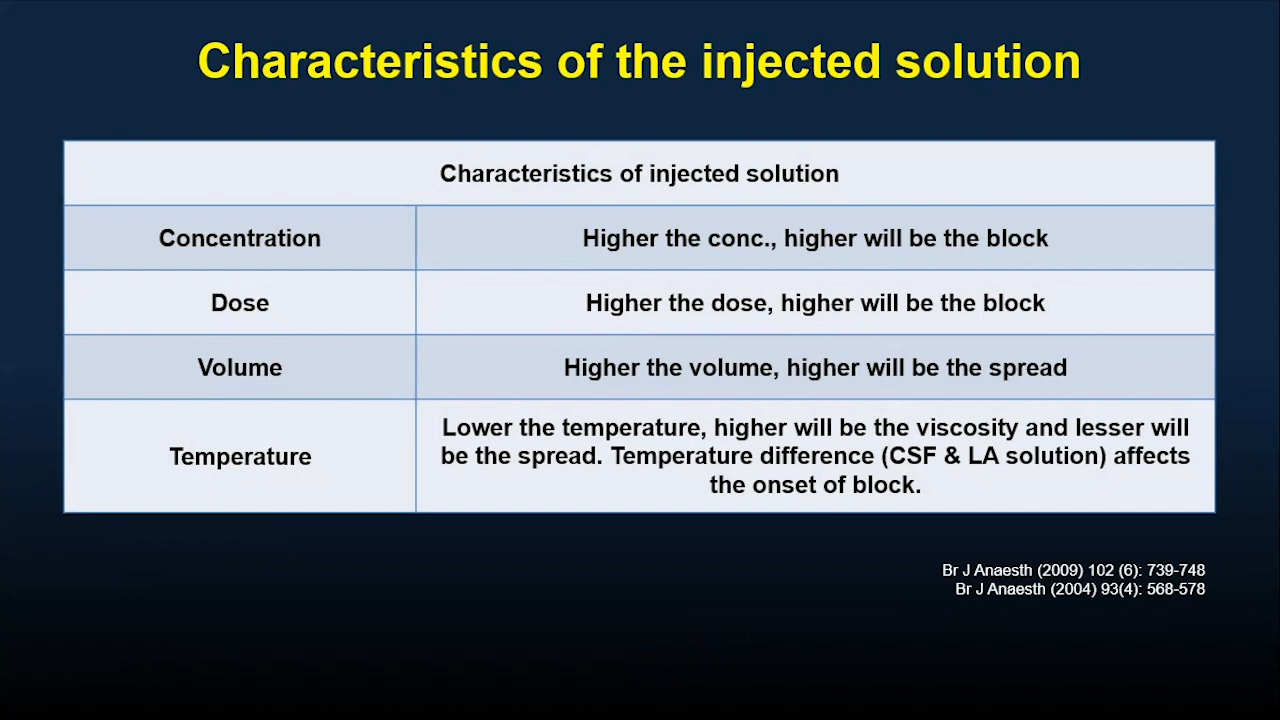 Characteristics of the injected solution
Characteristics of injected solution
Concentration
Higher the conc., higher will be the block
Dose
Higher the dose, higher will be the block
Volume
Higher the volume, higher will be the spread
Temperature
Lower the temperature, higher will be the viscosity and lesser will
be the spread. Temperature difference (CSF & LA solution) affects
the onset of block.
Br J Anaesth (2009) 102 (6): 739-748
Br J Anaesth (2004) 93(4): 568-578